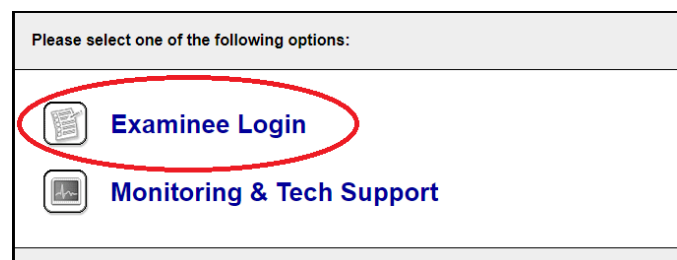 Please select one of the following options:
Examinee Login
Monitoring & Tech Support